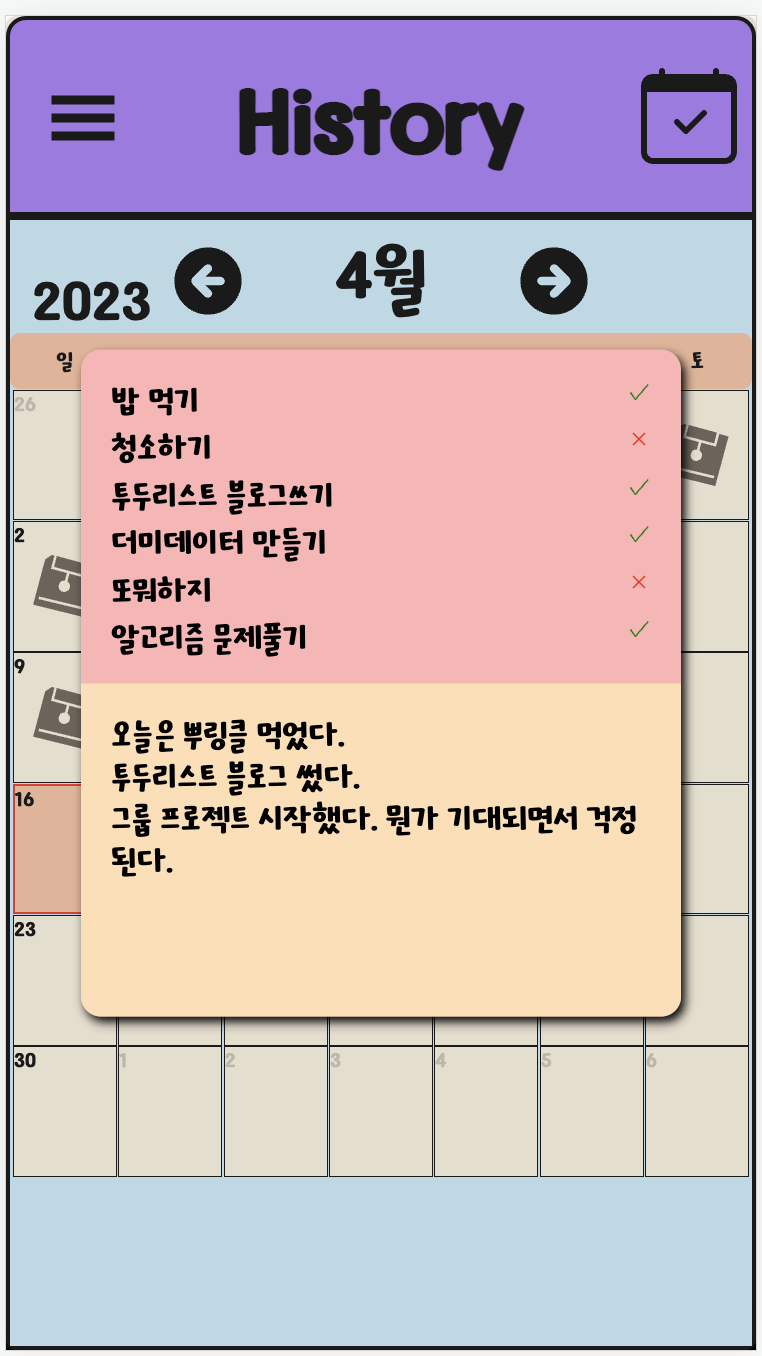 History
2023
4월
일
토
26
밥 먹기
청소하기
투두리스트 블로그쓰기
더미데이터 만들기
또뭐하지
알고리즘 문제풀기
오늘은 뿌링클 먹었다.
투두리스트 블로그 썼다.
그룹 프로젝트 시작했다. 뭔가 기대되면서 걱정
된다.
2
9
16
23
30 1 2 3 4 5 6